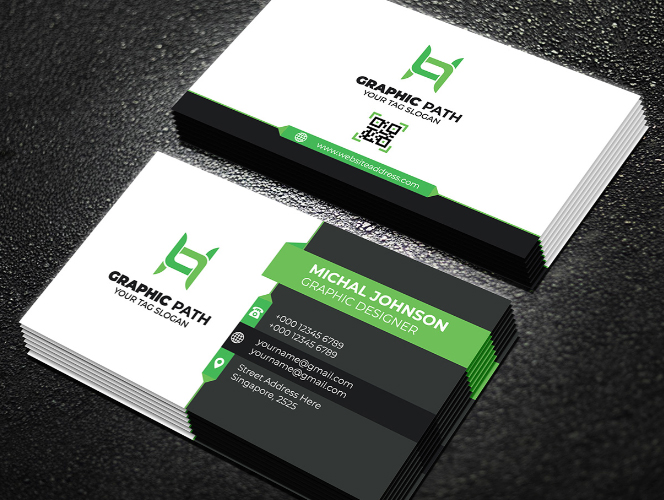 GRAPHIC PATH
YOUR TAG SLOGAN
www.websiteaddress.com
GRAPHIC PATH
YOUR TAG SLOGAN
MICHAL JOHNSON
GRAPHIC DESIGNER
+000 12345 6789
+000 12345 6789
yourname@gmail.com
yourname@gmail.com
Street Address Here
Singapore, 2525